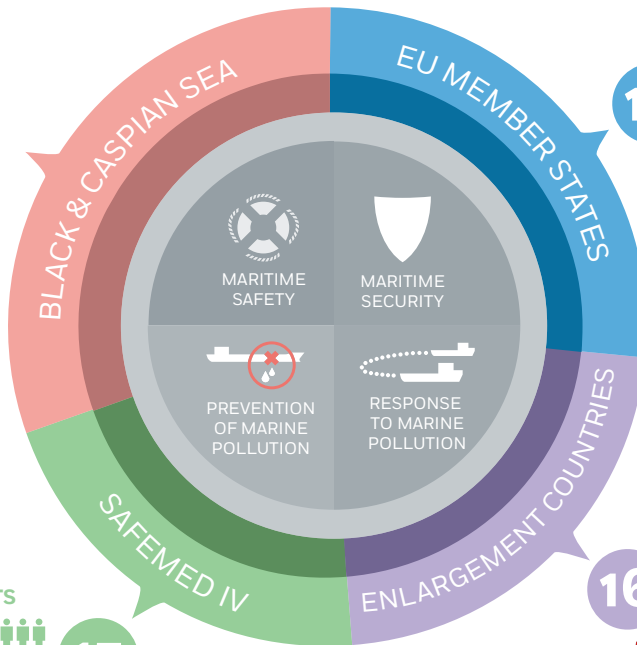 BLACK & CASPIAN SEA
EU MEMBER STATES
MARITIME
SAFETY
MARITIME
SECURITY
PREVENTION
OF MARINE
POLLUTION
RESPONSE
TO MARINE
POLLUTION
SAFEMED IV
ENLARGEMENT COUNTRIES
16